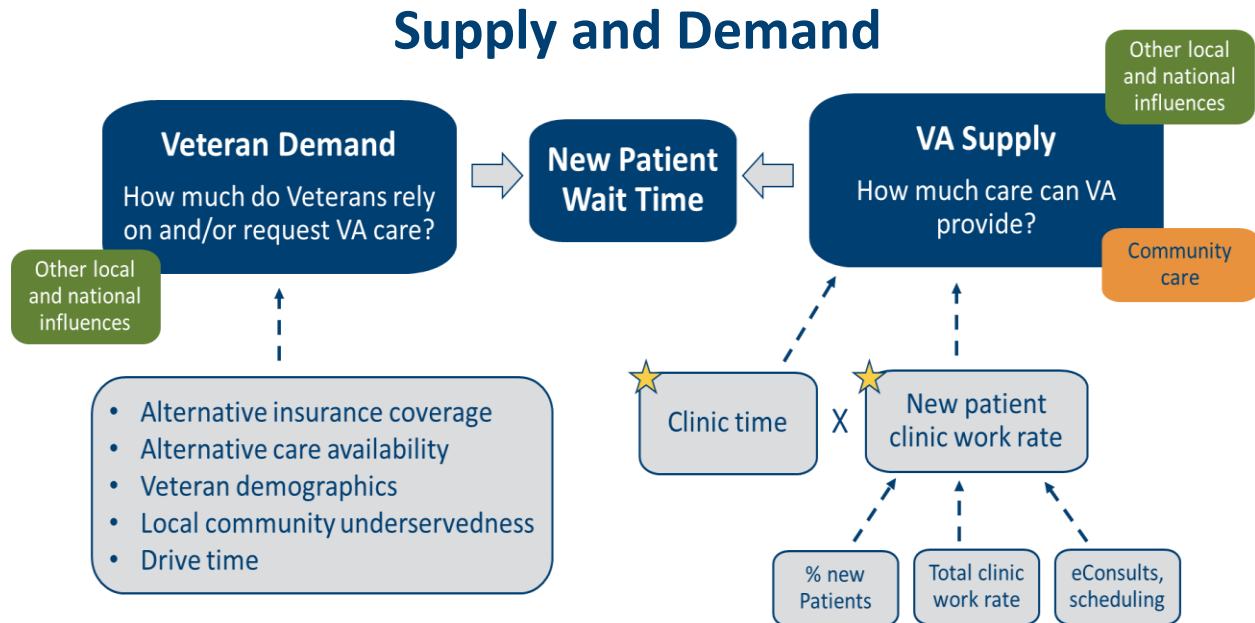 Supply and Demand
Other local
and national
influences
Veteran Demand
How much do Veterans rely
on and/or request VA care?
New Patient
Wait Time
VA Supply
How much care can VA
provide?
Other local
and national
influences
Community
care
• Alternative insurance coverage
• Alternative care availability
• Veteran demographics
• Local community underservedness
• Drive time
Clinic time
X
New patient
clinic work rate
% new
Patients
Total clinic
work rate
eConsults,
scheduling